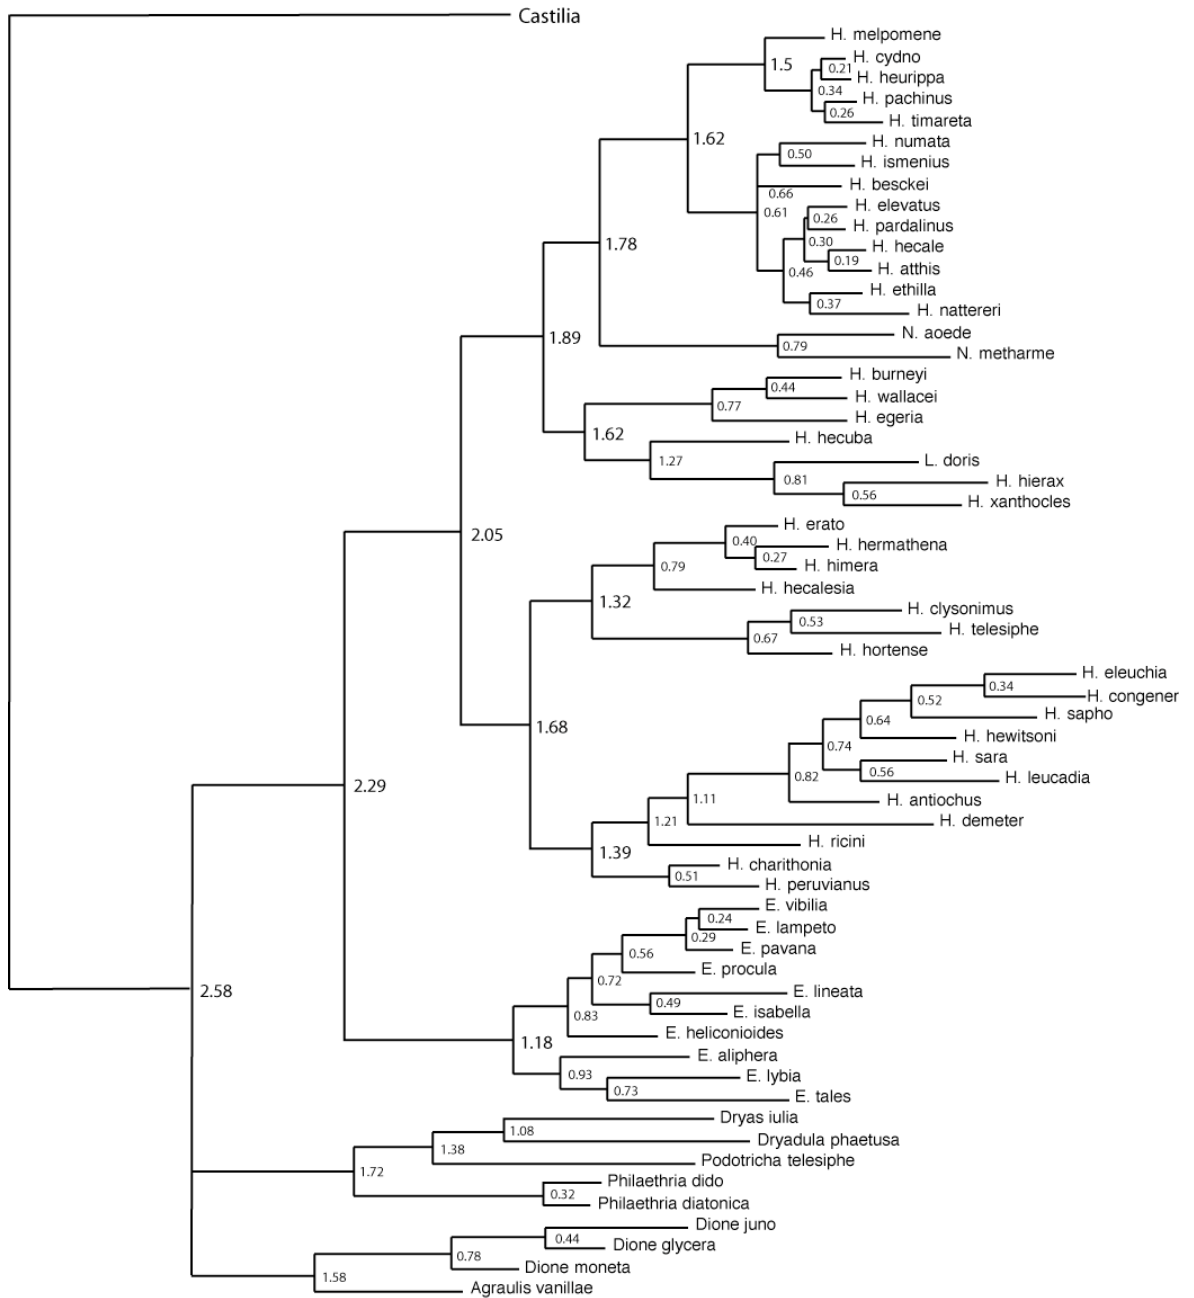 Castilia
H. melpomene
1.5
H. cydno
0.21
H. heurippa
0.34
H. pachinus
0.26
H. timareta
1.62
H. numata
0.50
H. ismenius
H. besckei
0.66
H. elevatus
0.61
0.26
H. pardalinus
0.30
H. hecale
1.78
0.19
H. atthis
0.46
H. ethilla
0.37
H. nattereri
N. aoede
1.89
0.79
N. metharme
H. burneyi
0.44
H. wallacei
0.77
H. egeria
1.62
H. hecuba
1.27
L. doris
0.81
H. hierax
0.56
H. xanthocles
2.05
H. erato
0.40
H. hermathena
0.27
H. himera
0.79
H. hecalesia
1.32
H. clysonimus
0.53
H. telesiphe
0.67
H. hortense
H. eleuchia
0.34
H. congener
0.52
H. sapho
0.64
1.68
H. hewitsoni
0.74
H. sara
0.56
0.82
H. leucadia
2.29
1.11
H. antiochus
1.21
H. demeter
H. ricini
1.39
H. charithonia
0.51
H. peruvianus
E. vibilia
0.24
E. lampeto
0.29
E. pavana
0.56
E. procula
0.72
2.58
E. lineata
0.49
E. isabella
0.83
E. heliconioides
1.18
E. aliphera
0.93
E. lybia
0.73
E. tales
Dryas iulia
1.08
Dryadula phaetusa
1.38
Podotricha telesiphe
1.72
Philaethria dido
0.32
Philaethria diatonica
Dione juno
0.44
Dione glycera
0.78
Dione moneta
1.58
Agraulis vanillae